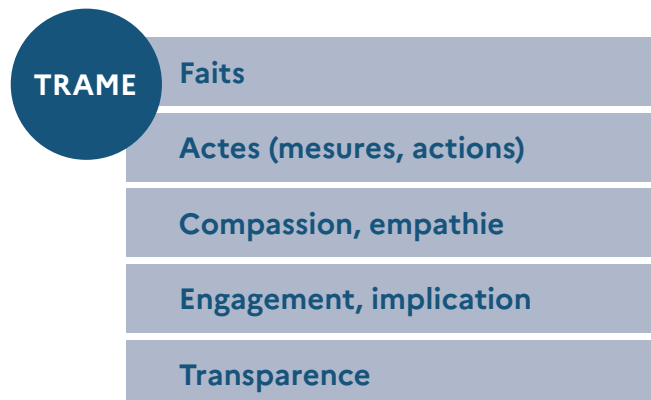 TRAME
Faits
Actes (mesures, actions)
Compassion, empathie
Engagement, implication
Transparence